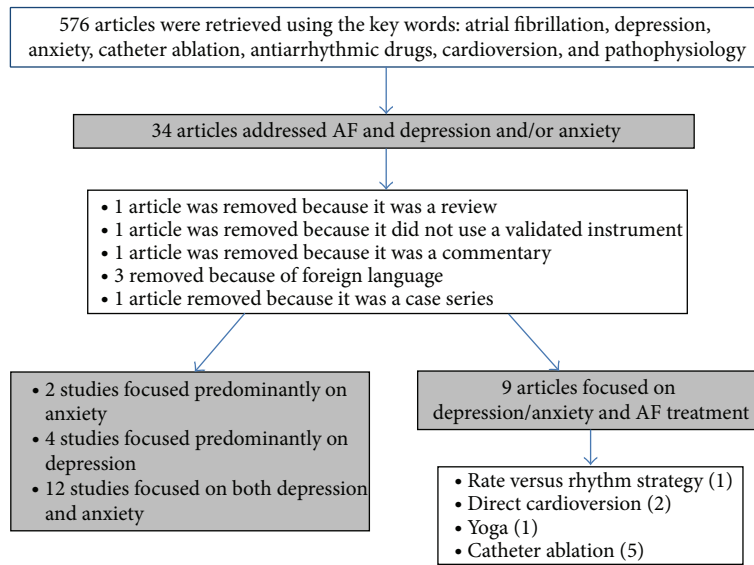 576 articles were retrieved using the key words: atrial fibrillation, depression,
anxiety, catheter ablation, antiarrhythmic drugs, cardioversion, and pathophysiology
34 articles addressed AF and depression and/or anxiety
• 1 article was removed because it was a review
• 1 article was removed because it did not use a validated instrument
• 1 article was removed because it was a commentary
• 3 removed because of foreign language
• 1 article removed because it was a case series
• 2 studies focused predominantly on
anxiety
• 4 studies focused predominantly on
depression
• 12 studies focused on both depression
and anxiety
9 articles focused on
depression/anxiety and AF treatment
• Rate versus rhythm strategy (1)
• Direct cardioversion (2)
• Yoga (1)
• Catheter ablation (5)